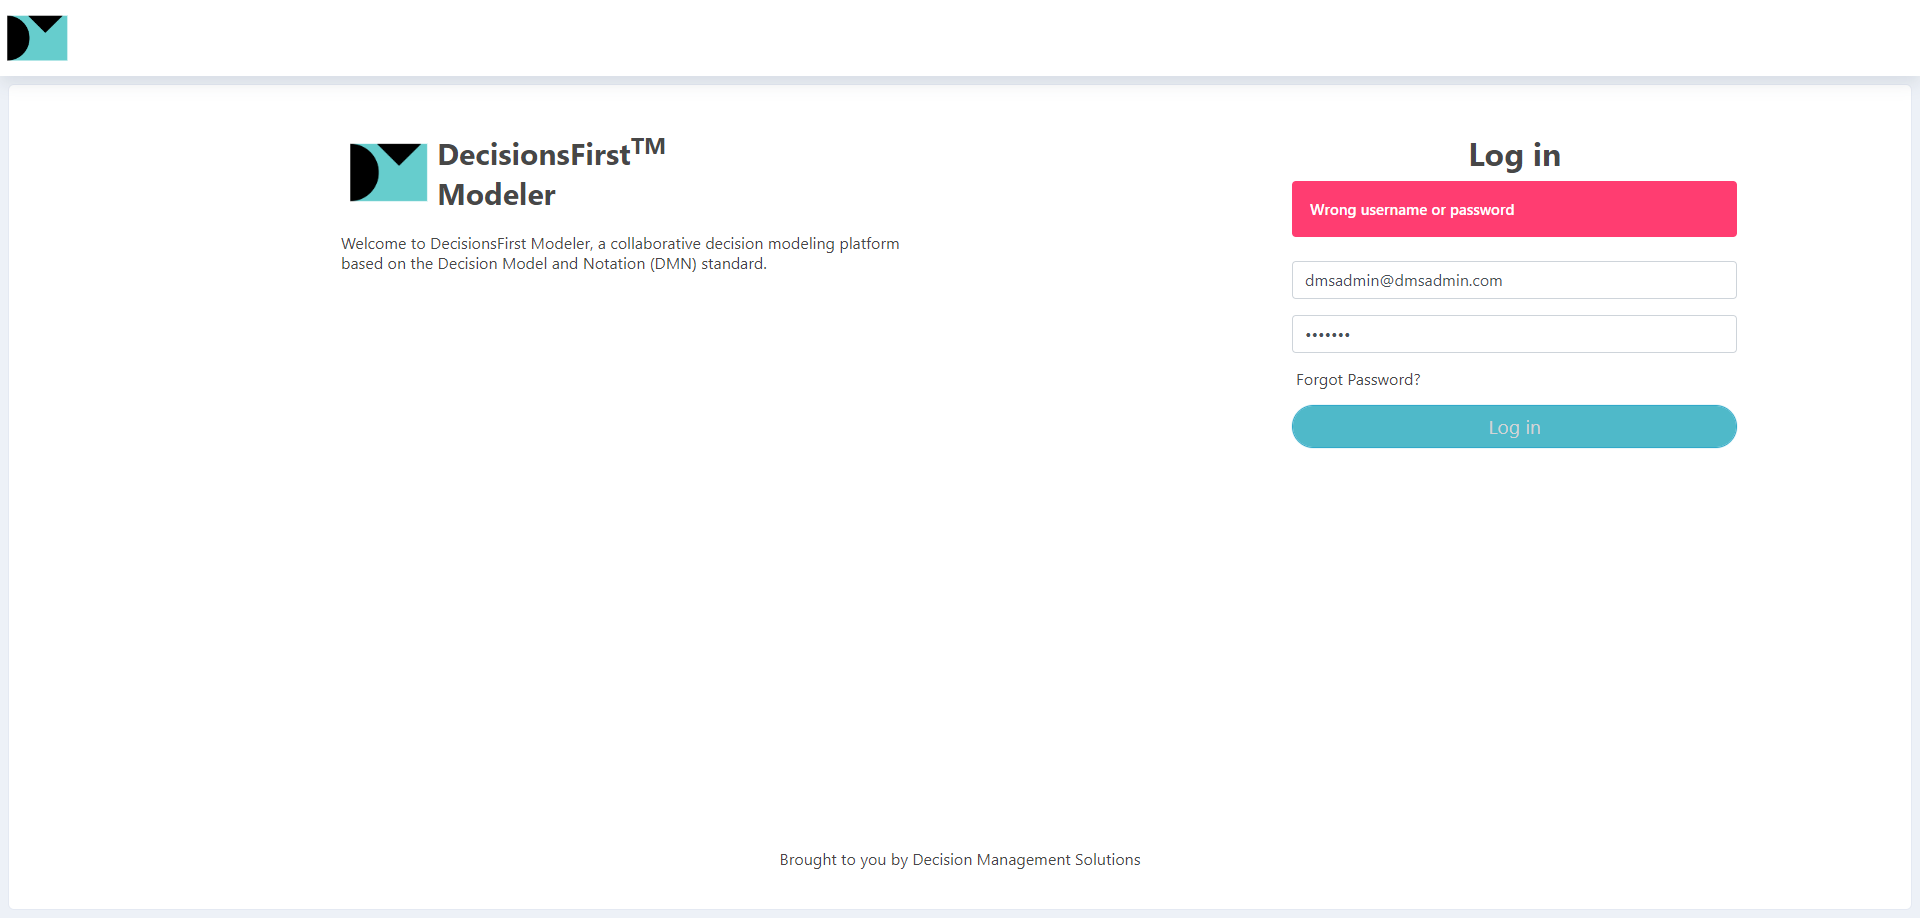 DecisionsFirstTM
Modeler
Welcome to DecisionsFirst Modeler, a collaborative decision modeling platform
based on the Decision Model and Notation (DMN) standard.
Log in
Wrong username or password
dmsadmin@dmsadmin.com
•••••••
Forgot Password?
Log in
Brought to you by Decision Management Solutions